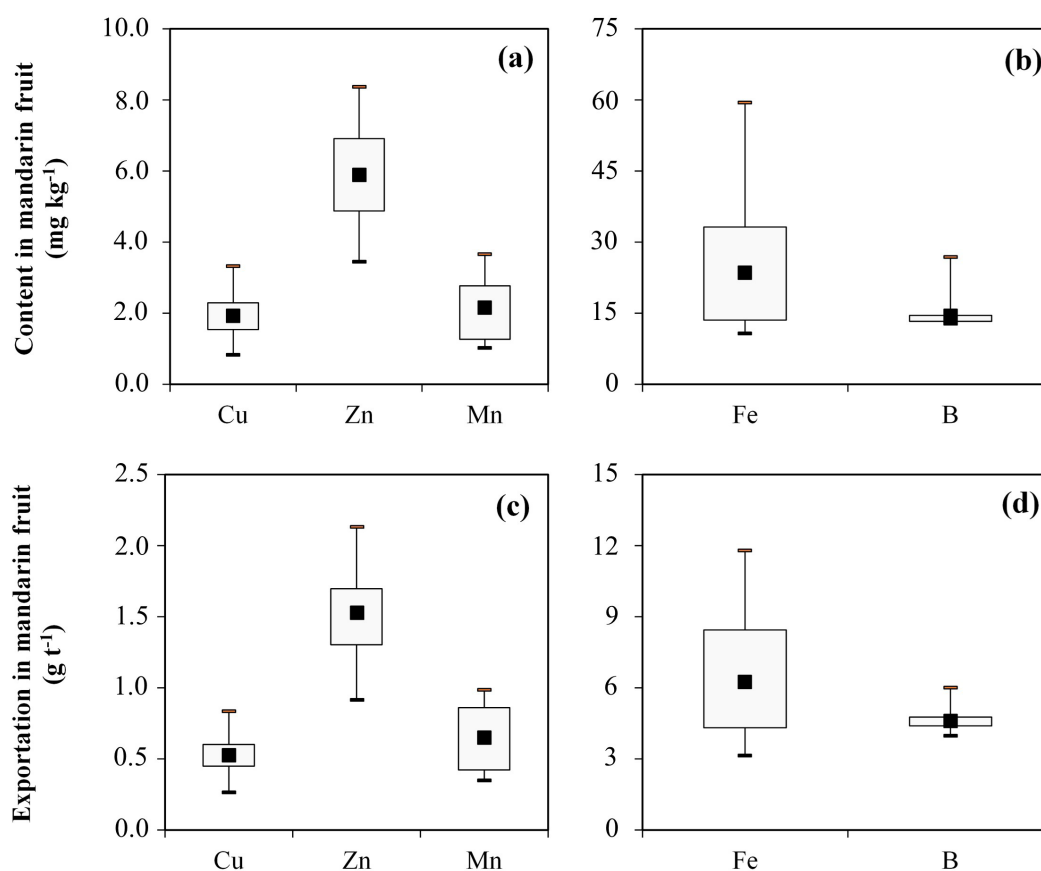 Content in mandarin fruit
(mg kg⁻¹)
10.0
8.0
6.0
4.0
2.0
0.0
(a)
Cu Zn Mn
75
60
45
30
15
0
(b)
Fe B
Exportation in mandarin fruit
(g t⁻¹)
2.5
2.0
1.5
1.0
0.5
0.0
(c)
Cu Zn Mn
15
12
9
6
3
0
(d)
Fe B